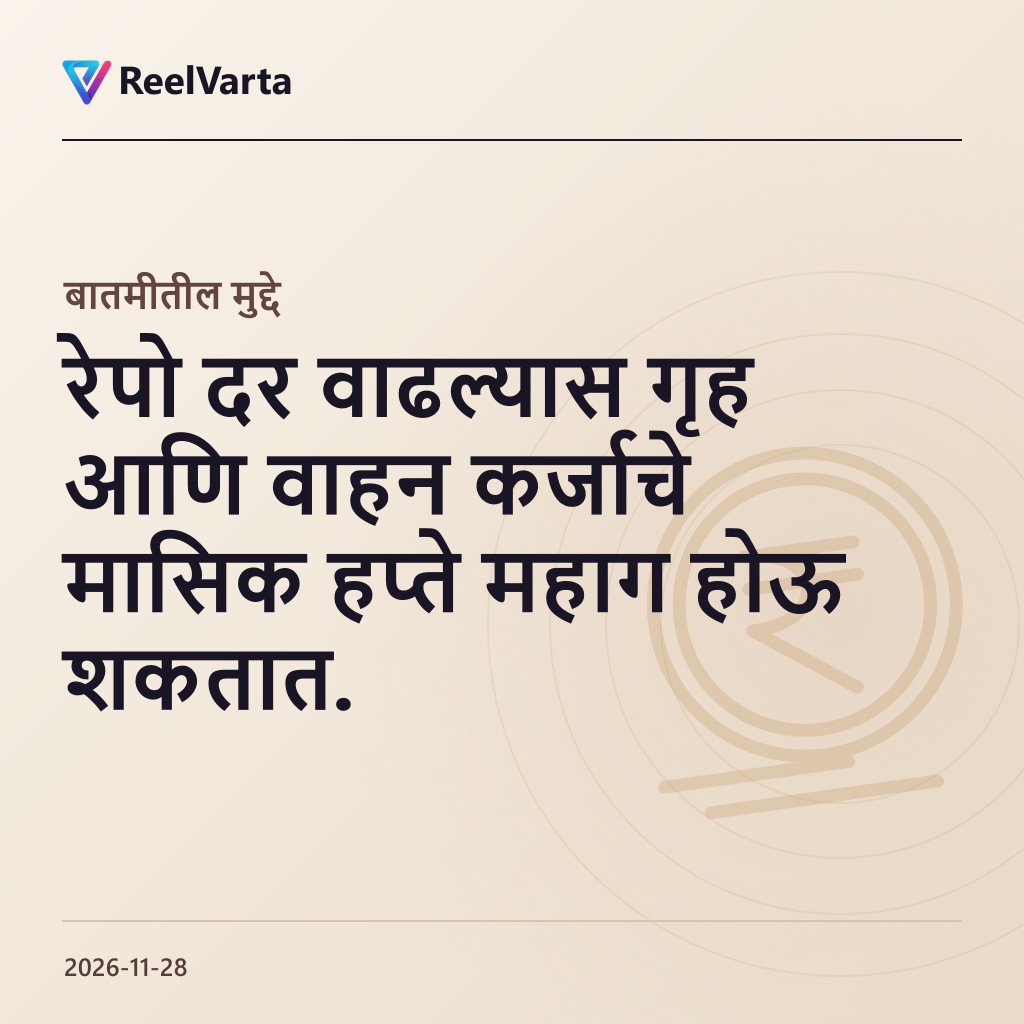 ReelVarta
बातमीतील मुद्दे
रेपो दर वाढल्यास गृह
आणि वाहन कर्जाचे
मासिक हप्ते महाग होऊ
शकतात.
2026-11-28